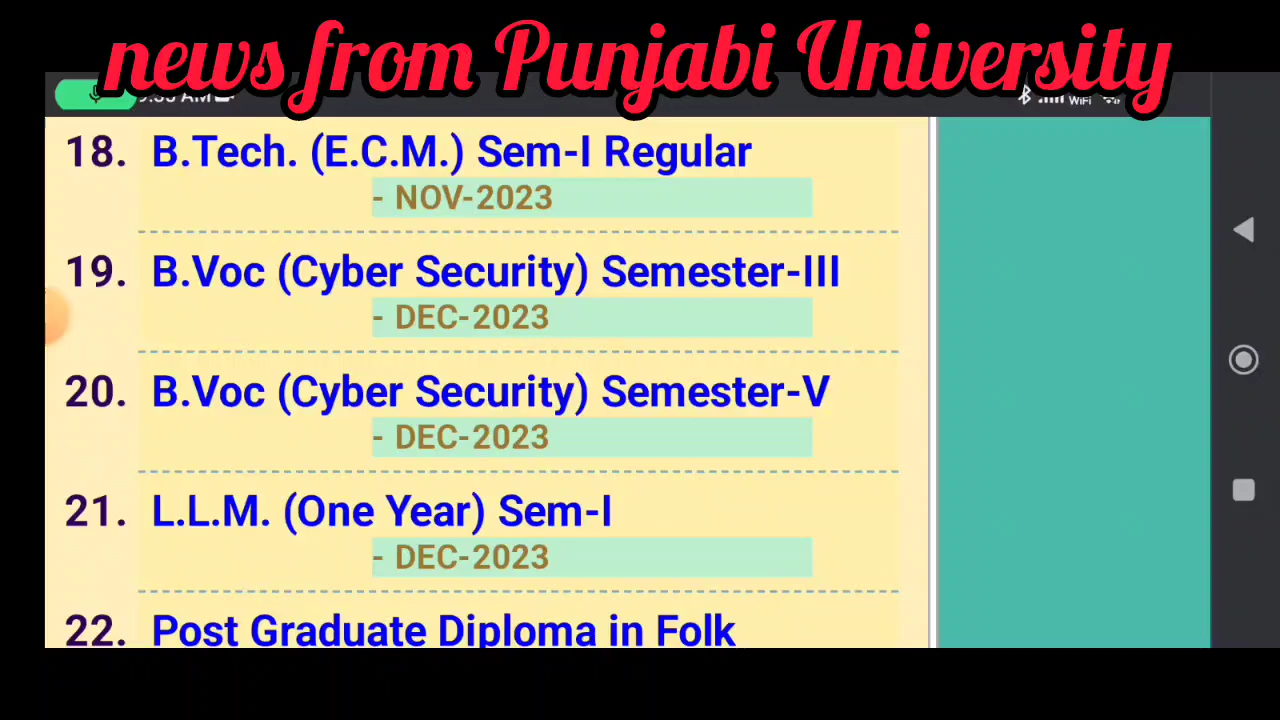 news from Punjabi University
WiFi
18. B.Tech. (E.C.M.) Sem-I Regular
- NOV-2023
19. B.Voc (Cyber Security) Semester-III
- DEC-2023
20. B.Voc (Cyber Security) Semester-V
- DEC-2023
21. L.L.M. (One Year) Sem-I
- DEC-2023
22. Post Graduate Diploma in Folk